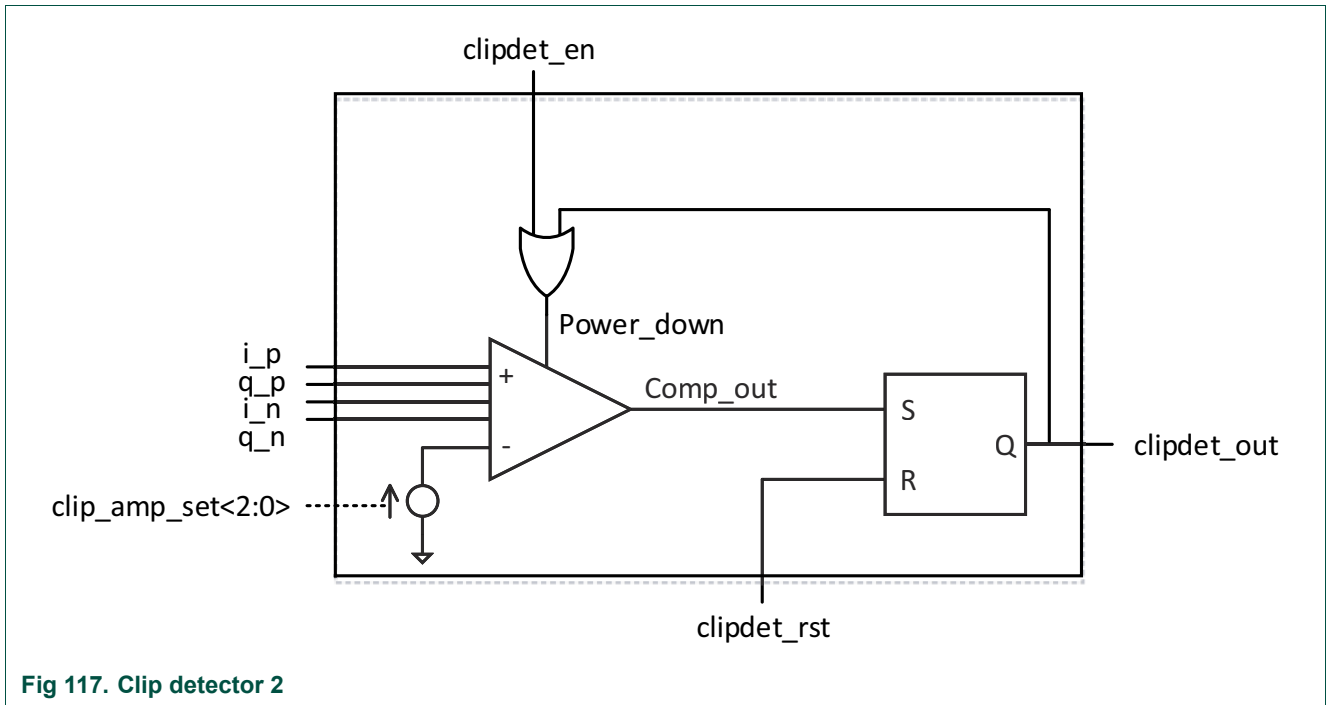 clipdet_en
Power_down
i_p
q_p
i_n
q_n
+
-
Comp_out
S
R
Q
clipdet_out
clip_amp_set<2:0>
clipdet_rst
Fig 117. Clip detector 2